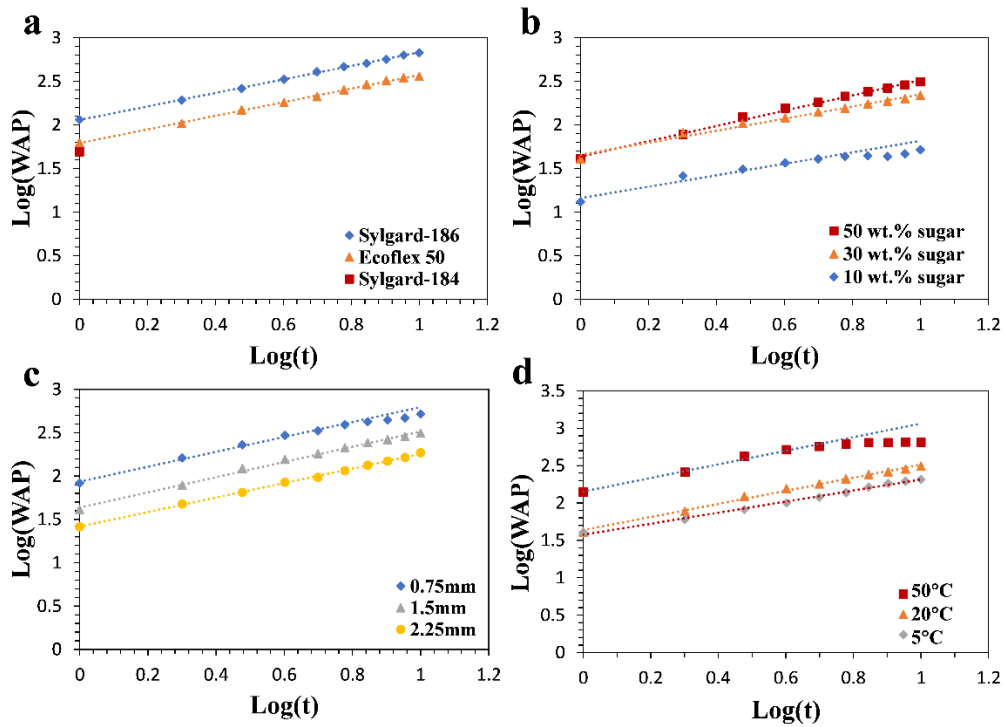 a
Log(WAP)
3
2.5
2
1.5
1
0.5
0
0 0.2 0.4 0.6 0.8 1 1.2
Log(t)
Sylgard-186
Ecoflex 50
Sylgard-184
b
Log(WAP)
3
2.5
2
1.5
1
0.5
0
0 0.2 0.4 0.6 0.8 1 1.2
Log(t)
50 wt.% sugar
30 wt.% sugar
10 wt.% sugar
c
Log(WAP)
3
2.5
2
1.5
1
0.5
0
0 0.2 0.4 0.6 0.8 1 1.2
Log(t)
0.75mm
1.5mm
2.25mm
d
Log(WAP)
3.5
3
2.5
2
1.5
1
0.5
0
0 0.2 0.4 0.6 0.8 1 1.2
Log(t)
50°C
20°C
5°C